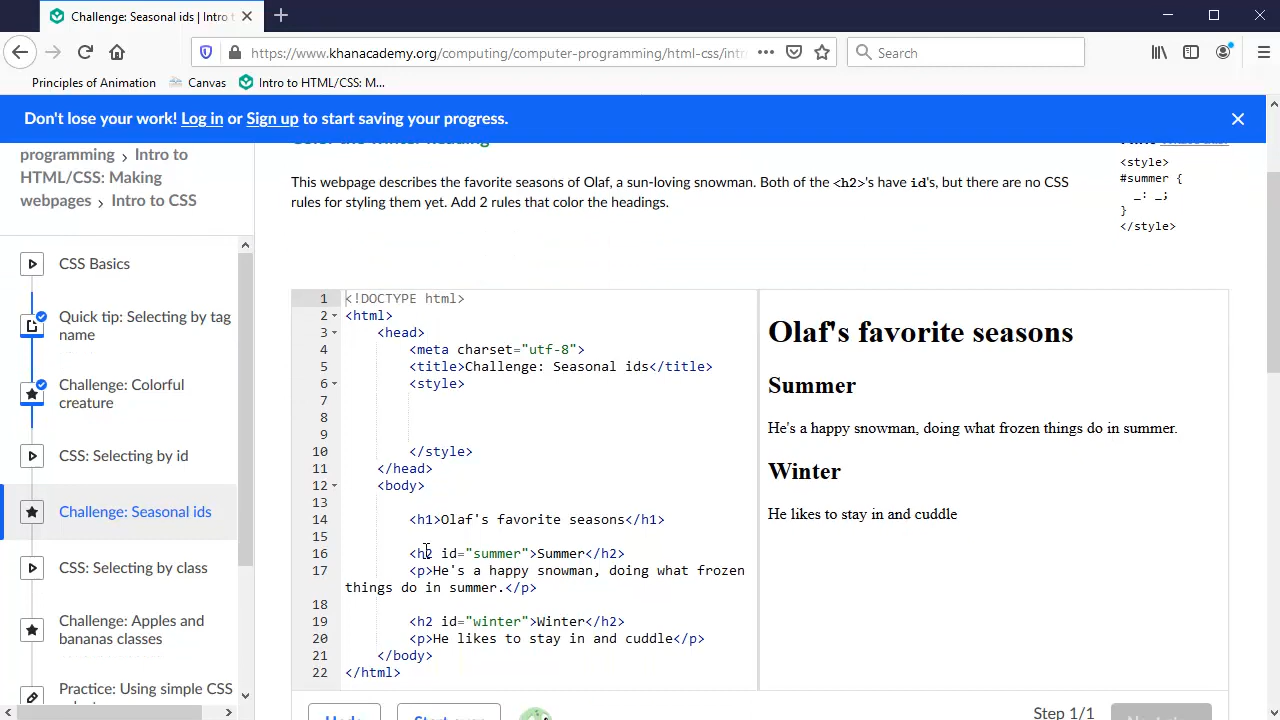 Challenge: Seasonal ids | Intro t
https://www.khanacademy.org/computing/computer-programming/html-css/intr
Search
Principles of Animation
Canvas
Intro to HTML/CSS: M...
Don't lose your work! Log in or Sign up to start saving your progress.
programming > Intro to
HTML/CSS: Making
webpages > Intro to CSS
CSS Basics
Quick tip: Selecting by tag
name
Challenge: Colorful
creature
CSS: Selecting by id
Challenge: Seasonal ids
CSS: Selecting by class
Challenge: Apples and
bananas classes
Practice: Using simple CSS
This webpage describes the favorite seasons of Olaf, a sun-loving snowman. Both of the <h2>'s have id's, but there are no CSS
rules for styling them yet. Add 2 rules that color the headings.
<style>
#summer {
_: _;
}
</style>
1 <!DOCTYPE html>
2 <html>
3 <head>
4 <meta charset="utf-8">
5 <title>Challenge: Seasonal ids</title>
6 <style>
7
8
9
10 </style>
11 </head>
12 <body>
13
14 <h1>Olaf's favorite seasons</h1>
15
16 <h2 id="summer">Summer</h2>
17 <p>He's a happy snowman, doing what frozen
things do in summer.</p>
18
19 <h2 id="winter">Winter</h2>
20 <p>He likes to stay in and cuddle</p>
21 </body>
22 </html>
Olaf's favorite seasons
Summer
He's a happy snowman, doing what frozen things do in summer.
Winter
He likes to stay in and cuddle
Step 1/1